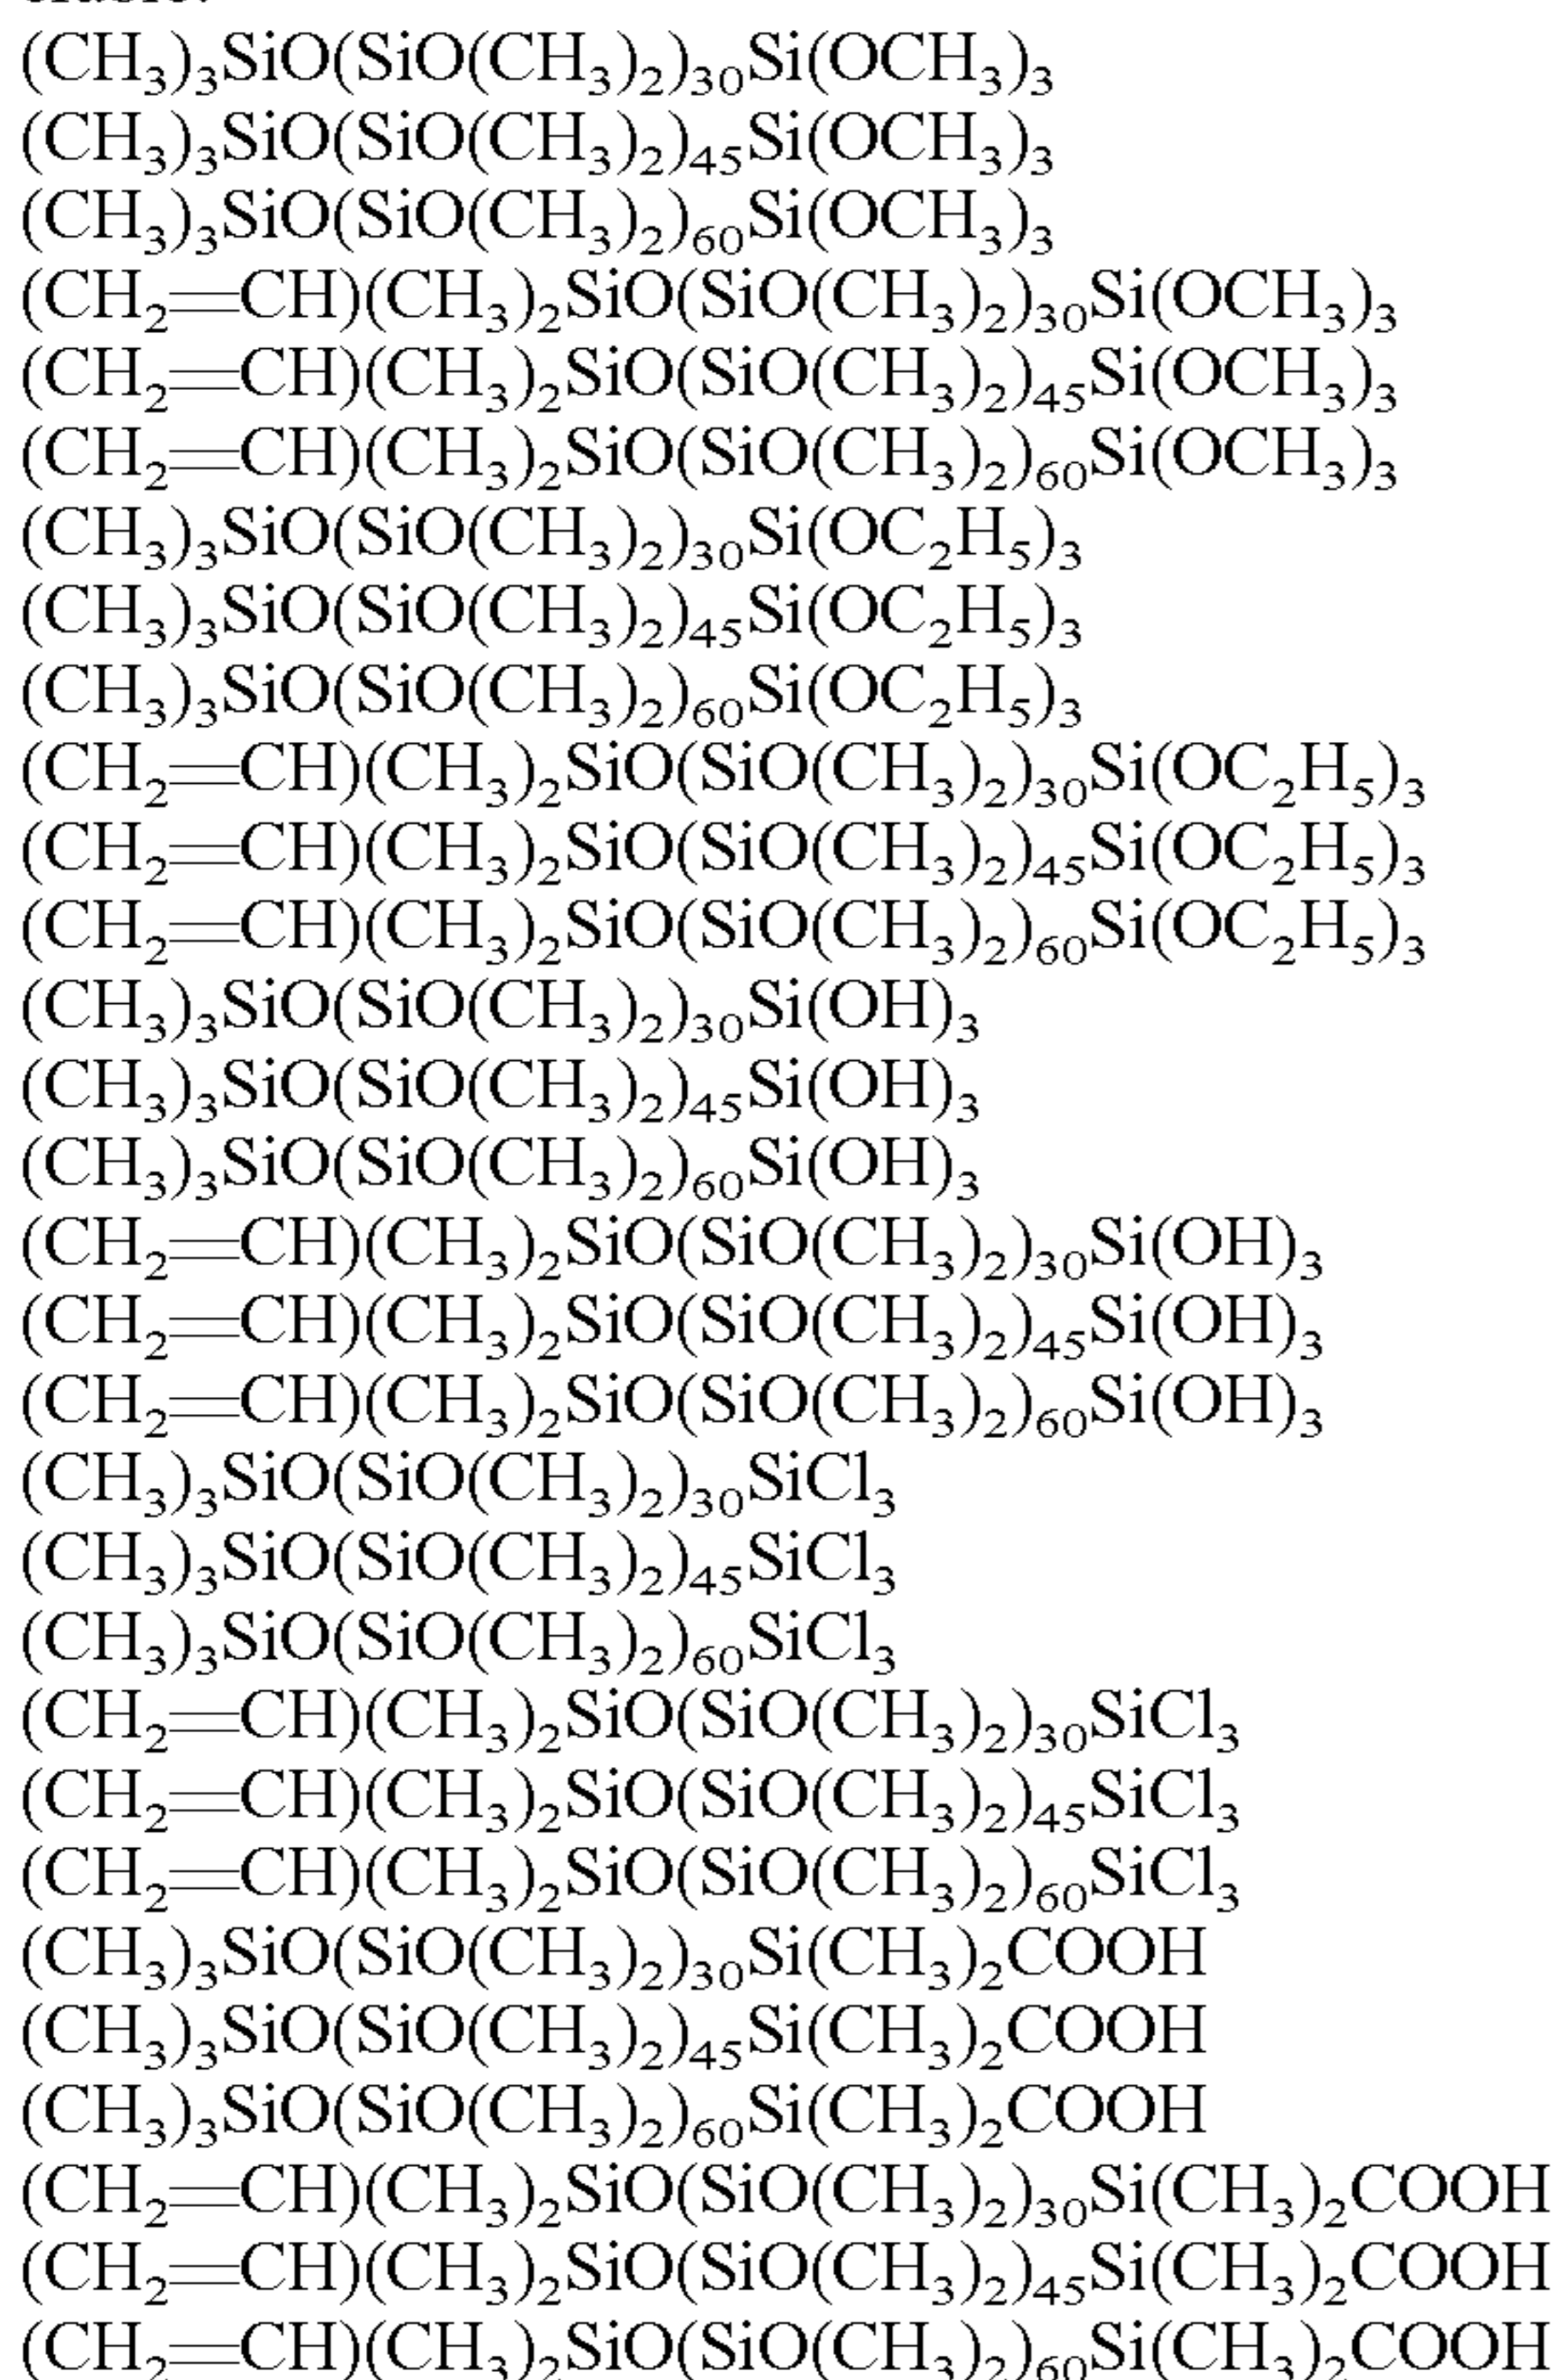 (CH₃)₃SiO(SiO(CH₃)₂)₃₀Si(OCH₃)₃
(CH₃)₃SiO(SiO(CH₃)₂)₄₅Si(OCH₃)₃
(CH₃)₃SiO(SiO(CH₃)₂)₆₀Si(OCH₃)₃
(CH₂=CH)(CH₃)₂SiO(SiO(CH₃)₂)₃₀Si(OCH₃)₃
(CH₂=CH)(CH₃)₂SiO(SiO(CH₃)₂)₄₅Si(OCH₃)₃
(CH₂=CH)(CH₃)₂SiO(SiO(CH₃)₂)₆₀Si(OCH₃)₃
(CH₃)₃SiO(SiO(CH₃)₂)₃₀Si(OC₂H₅)₃
(CH₃)₃SiO(SiO(CH₃)₂)₄₅Si(OC₂H₅)₃
(CH₃)₃SiO(SiO(CH₃)₂)₆₀Si(OC₂H₅)₃
(CH₂=CH)(CH₃)₂SiO(SiO(CH₃)₂)₃₀Si(OC₂H₅)₃
(CH₂=CH)(CH₃)₂SiO(SiO(CH₃)₂)₄₅Si(OC₂H₅)₃
(CH₂=CH)(CH₃)₂SiO(SiO(CH₃)₂)₆₀Si(OC₂H₅)₃
(CH₃)₃SiO(SiO(CH₃)₂)₃₀Si(OH)₃
(CH₃)₃SiO(SiO(CH₃)₂)₄₅Si(OH)₃
(CH₃)₃SiO(SiO(CH₃)₂)₆₀Si(OH)₃
(CH₂=CH)(CH₃)₂SiO(SiO(CH₃)₂)₃₀Si(OH)₃
(CH₂=CH)(CH₃)₂SiO(SiO(CH₃)₂)₄₅Si(OH)₃
(CH₂=CH)(CH₃)₂SiO(SiO(CH₃)₂)₆₀Si(OH)₃
(CH₃)₃SiO(SiO(CH₃)₂)₃₀SiCl₃
(CH₃)₃SiO(SiO(CH₃)₂)₄₅SiCl₃
(CH₃)₃SiO(SiO(CH₃)₂)₆₀SiCl₃
(CH₂=CH)(CH₃)₂SiO(SiO(CH₃)₂)₃₀SiCl₃
(CH₂=CH)(CH₃)₂SiO(SiO(CH₃)₂)₄₅SiCl₃
(CH₂=CH)(CH₃)₂SiO(SiO(CH₃)₂)₆₀SiCl₃
(CH₃)₃SiO(SiO(CH₃)₂)₃₀Si(CH₃)₂COOH
(CH₃)₃SiO(SiO(CH₃)₂)₄₅Si(CH₃)₂COOH
(CH₃)₃SiO(SiO(CH₃)₂)₆₀Si(CH₃)₂COOH
(CH₂=CH)(CH₃)₂SiO(SiO(CH₃)₂)₃₀Si(CH₃)₂COOH
(CH₂=CH)(CH₃)₂SiO(SiO(CH₃)₂)₄₅Si(CH₃)₂COOH
(CH₂=CH)(CH₃)₂SiO(SiO(CH₃)₂)₆₀Si(CH₃)₂COOH